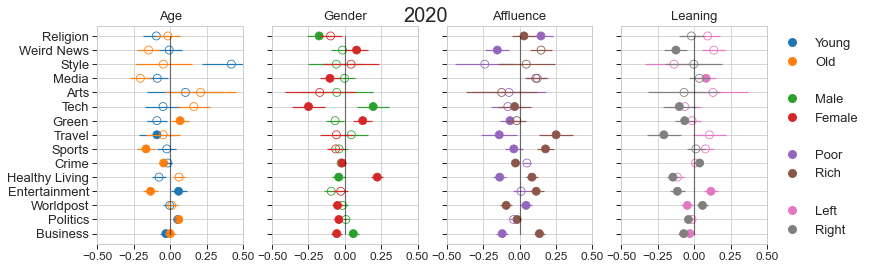 2020
Age Gender Affluence Leaning
Religion
Weird News
Style
Media
Arts
Tech
Green
Travel
Sports
Crime
Healthy Living
Entertainment
Worldpost
Politics
Business
−0.50 −0.25 0.00 0.25 0.50 −0.50 −0.25 0.00 0.25 0.50 −0.50 −0.25 0.00 0.25 0.50 −0.50 −0.25 0.00 0.25 0.50
Young
Old
Male
Female
Poor
Rich
Left
Right